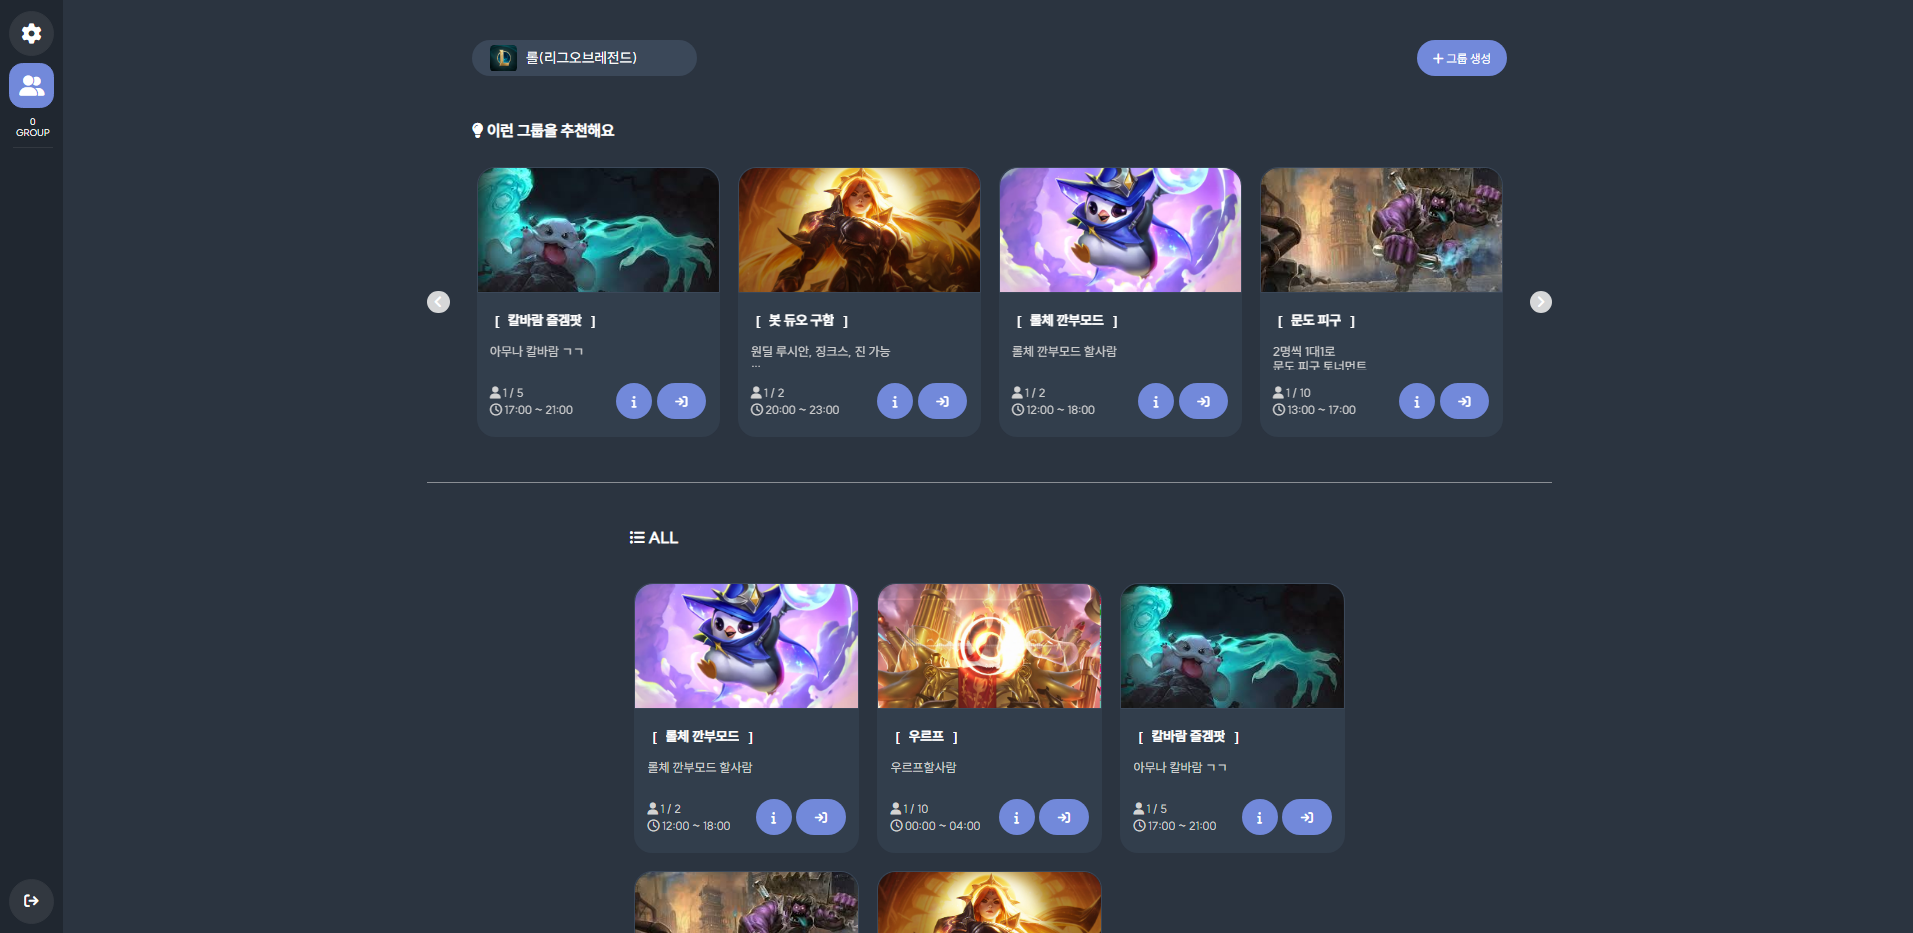 롤(리그오브레전드)
+ 그룹 생성
0
GROUP
이런 그룹을 추천해요
[ 칼바람 즐겜팟 ]
아무나 칼바람 ㄱㄱ
1 / 5
17:00 ~ 21:00
[ 봇 듀오 구함 ]
원딜 루시안, 징크스, 진 가능
...
1 / 2
20:00 ~ 23:00
[ 롤체 깐부모드 ]
롤체 깐부모드 할사람
1 / 2
12:00 ~ 18:00
[ 문도 피구 ]
2명씩 1대1로
문도 피구 토너먼트
1 / 10
13:00 ~ 17:00
ALL
[ 롤체 깐부모드 ]
롤체 깐부모드 할사람
1 / 2
12:00 ~ 18:00
[ 우르프 ]
우르프할사람
1 / 10
00:00 ~ 04:00
[ 칼바람 즐겜팟 ]
아무나 칼바람 ㄱㄱ
1 / 5
17:00 ~ 21:00